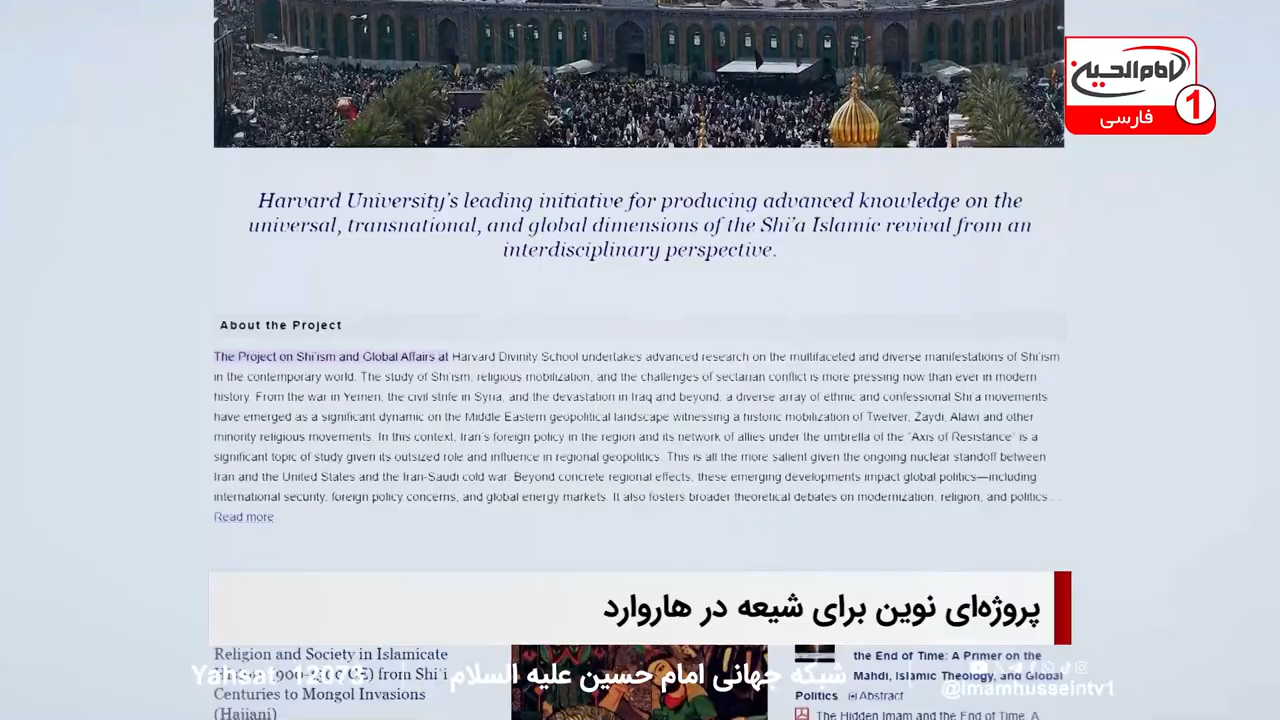 امام الحسین
1
فارسی
Harvard University's leading initiative for producing advanced knowledge on the
universal, transnational, and global dimensions of the Shi'a Islamic revival from an
interdisciplinary perspective.
About the Project
The Project on Shi'ism and Global Affairs at Harvard Divinity School undertakes advanced research on the multifaceted and diverse manifestations of Shi'ism
in the contemporary world. The study of Shi'ism, religious mobilization, and the challenges of sectarian conflict is more pressing now than ever in modern
history. From the war in Yemen, the civil strife in Syria, and the devastation in Iraq and beyond, a diverse array of ethnic and confessional Shi'a movements
have emerged as a significant dynamic on the Middle Eastern geopolitical landscape witnessing a historic mobilization of Twelver, Zaydi, Alawi and other
minority religious movements. In this context, Iran's foreign policy in the region and its network of allies under the umbrella of the "Axis of Resistance" is a
significant topic of study given its outsized role and influence in regional geopolitics. This is all the more salient given the ongoing nuclear standoff between
Iran and the United States and the Iran-Saudi cold war. Beyond concrete regional effects, these emerging developments impact global politics—including
international security, foreign policy concerns, and global energy markets. It also fosters broader theoretical debates on modernization, religion, and politics...
Read more
پروژه‌ای نوین برای شیعه در هاروارد
Religion and Society in Islamicate
from Shi'i
Centuries to Mongol Invasions
(Hajiani)
Yahsat 12073
شبکه جهانی امام حسین علیه السلام
the End of Time: A Primer on the
Mahdi, Islamic Theology, and Global
Politics Abstract
@imamhusseintv1
The Hidden Imam and the End of Time: A